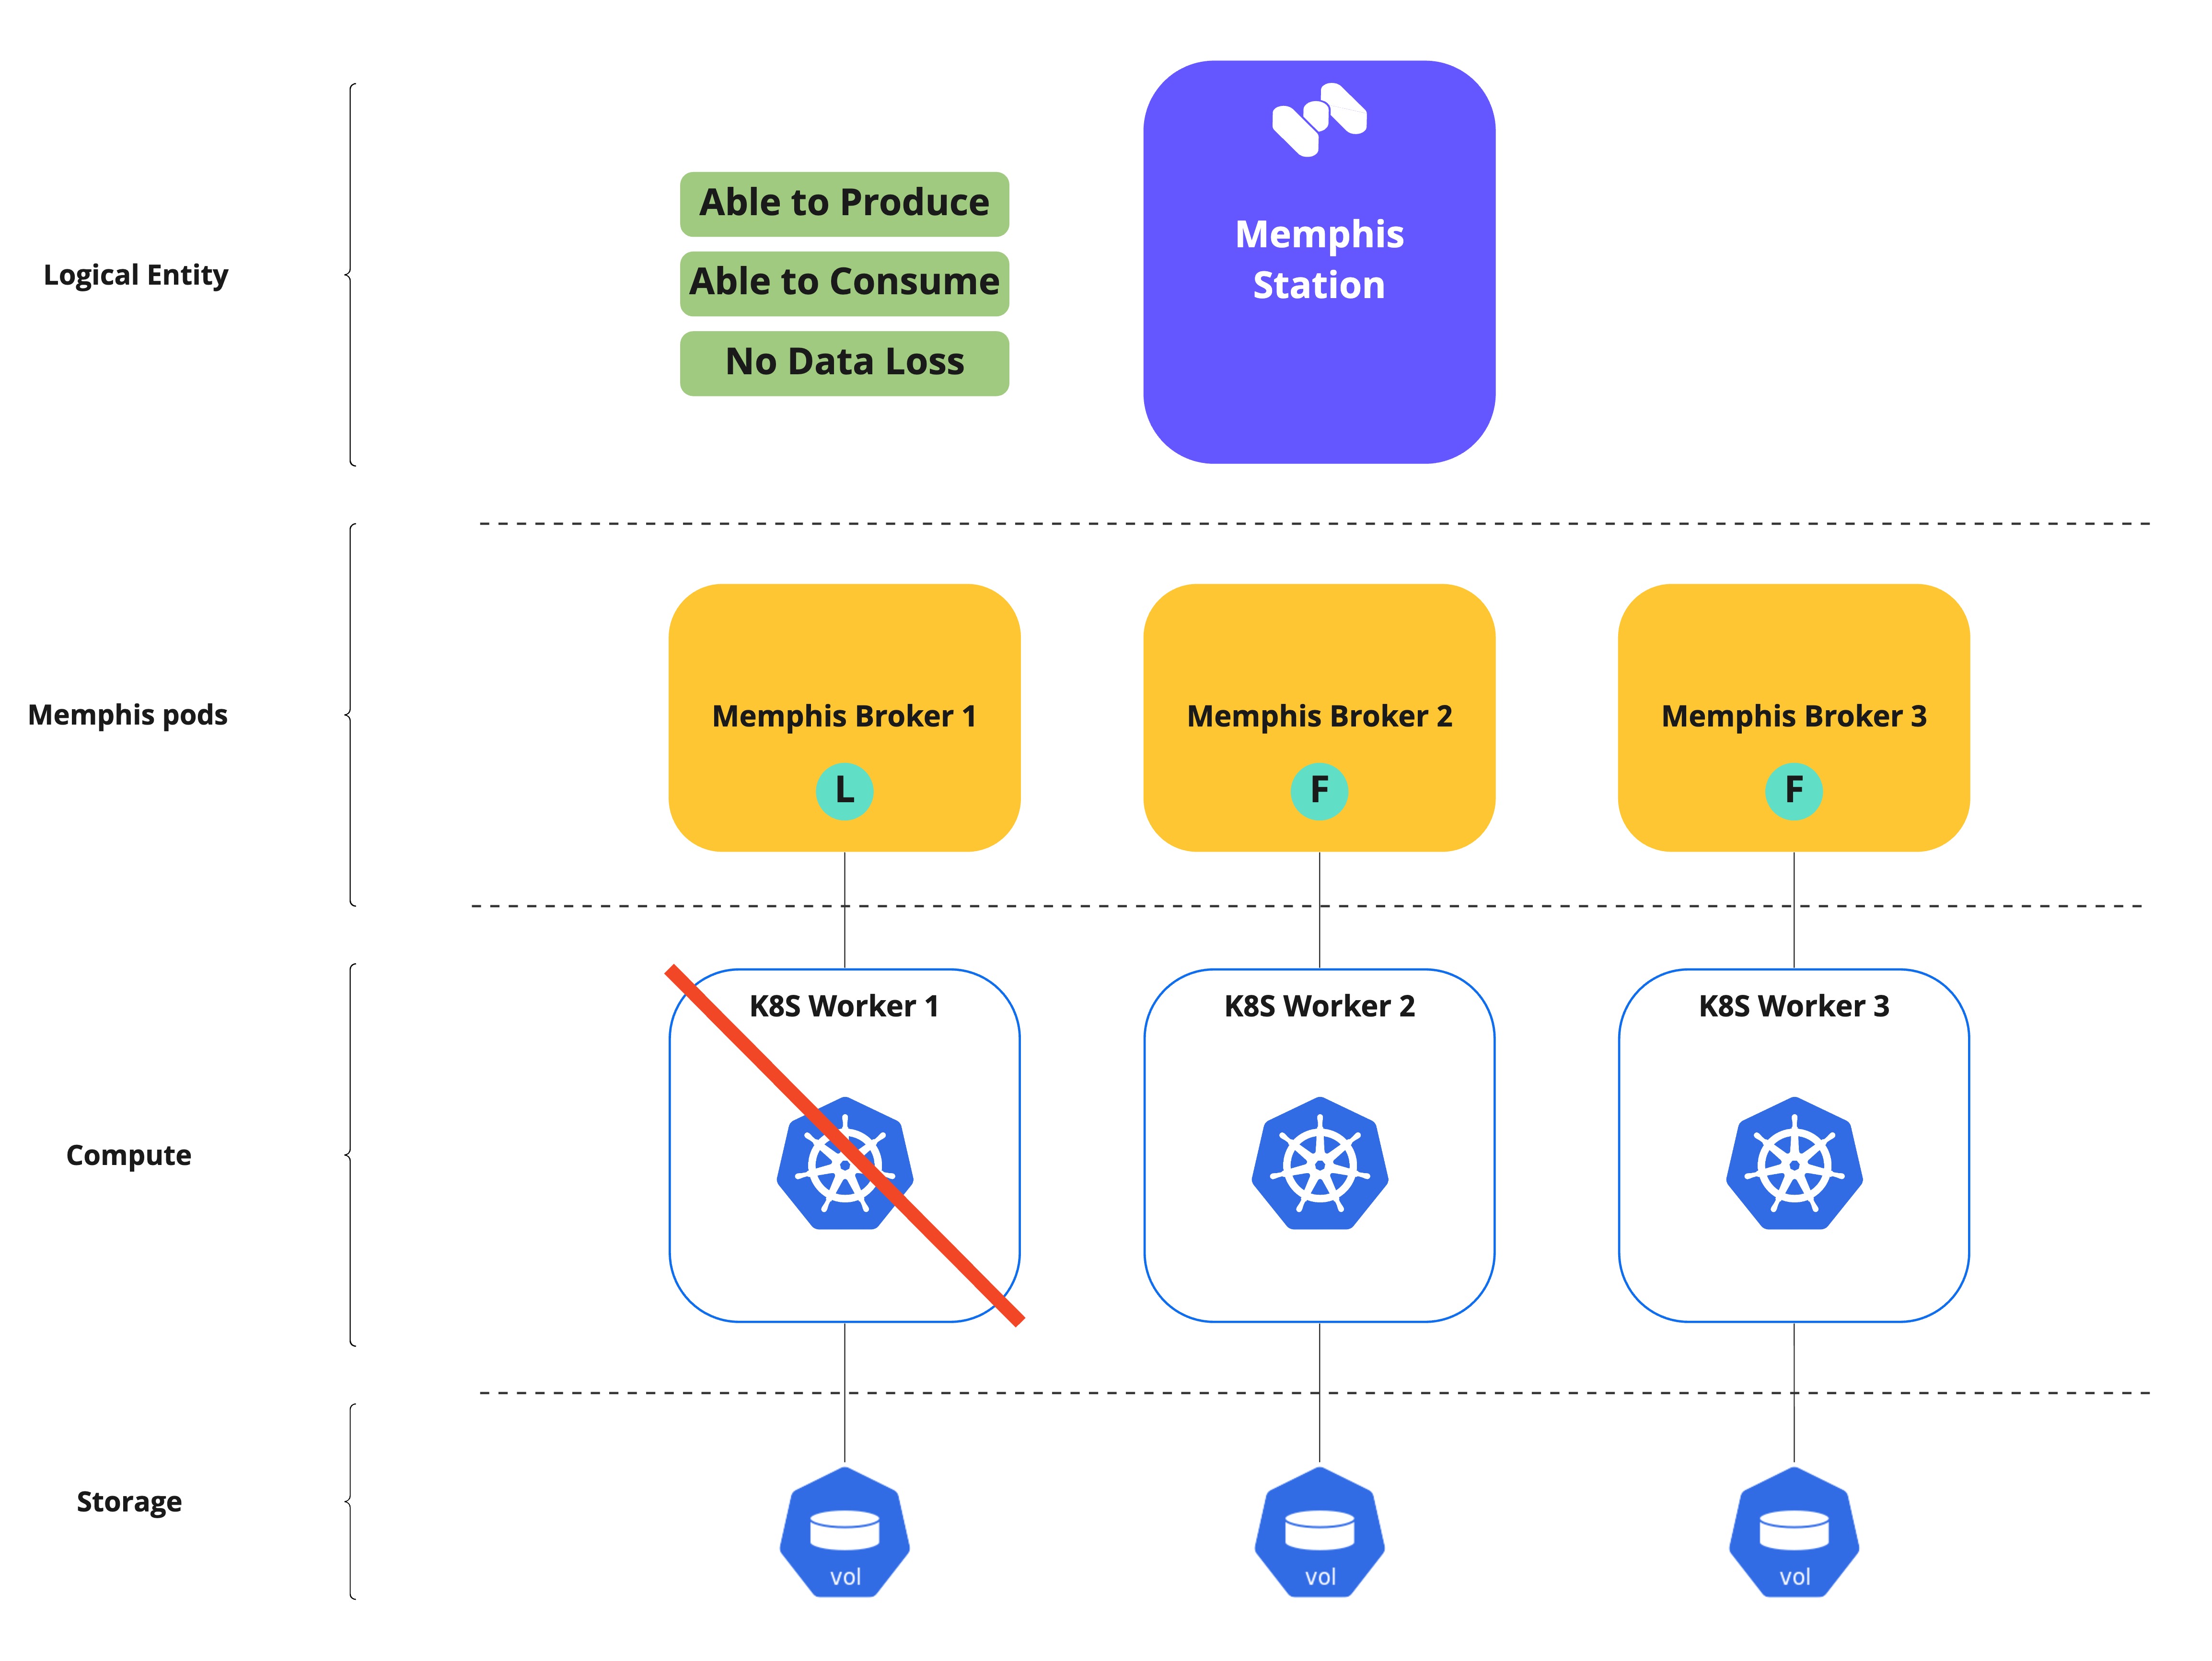 Logical Entity
Able to Produce
Able to Consume
No Data Loss
Memphis
Station
Memphis pods
Memphis Broker 1
L
Memphis Broker 2
F
Memphis Broker 3
F
Compute
K8S Worker 1
K8S Worker 2
K8S Worker 3
Storage
vol
vol
vol